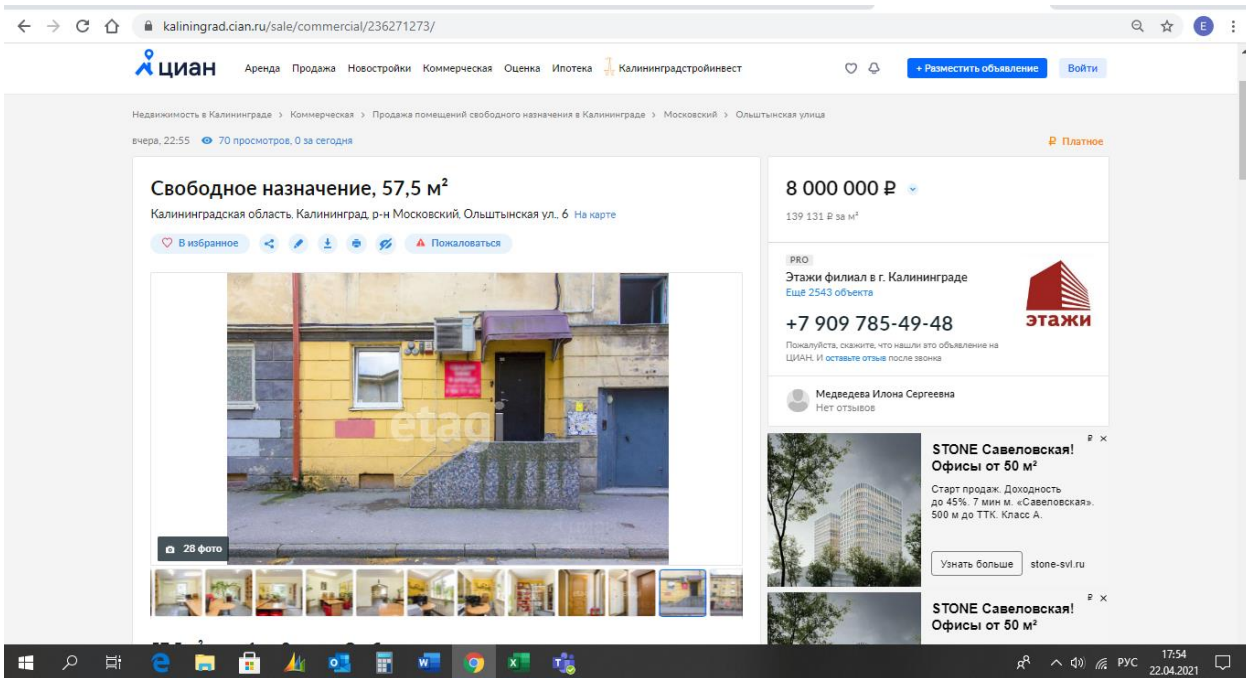 kaliningrad.cian.ru/sale/commercial/236271273/
E
циан
Аренда Продажа Новостройки Коммерческая Оценка Ипотека Калининградстройинвест
+ Разместить объявление
Войти
Недвижимость в Калининграде > Коммерческая > Продажа помещений свободного назначения в Калининграде > Московский > Ольштынская улица
вчера, 22:55 70 просмотров, 0 за сегодня
₽ Платное
Свободное назначение, 57,5 м²
Калининградская область, Калининград, р-н Московский, Ольштынская ул., 6 На карте
В избранное
Пожаловаться
etagi
28 фото
8 000 000 ₽
139 131 ₽ за м²
PRO
Этажи филиал в г. Калининграде
Ещё 2543 объекта
этажи
+7 909 785-49-48
Пожалуйста, скажите, что нашли это объявление на
ЦИАН. И оставьте отзыв после звонка
Медведева Илона Сергеевна
Нет отзывов
STONE Савеловская!
Офисы от 50 м²
Старт продаж. Доходность
до 45%. 7 мин м. «Савеловская».
500 м до ТТК. Класс А.
Узнать больше
stone-svl.ru
STONE Савеловская!
Офисы от 50 м²
РУС
17:54
22.04.2021